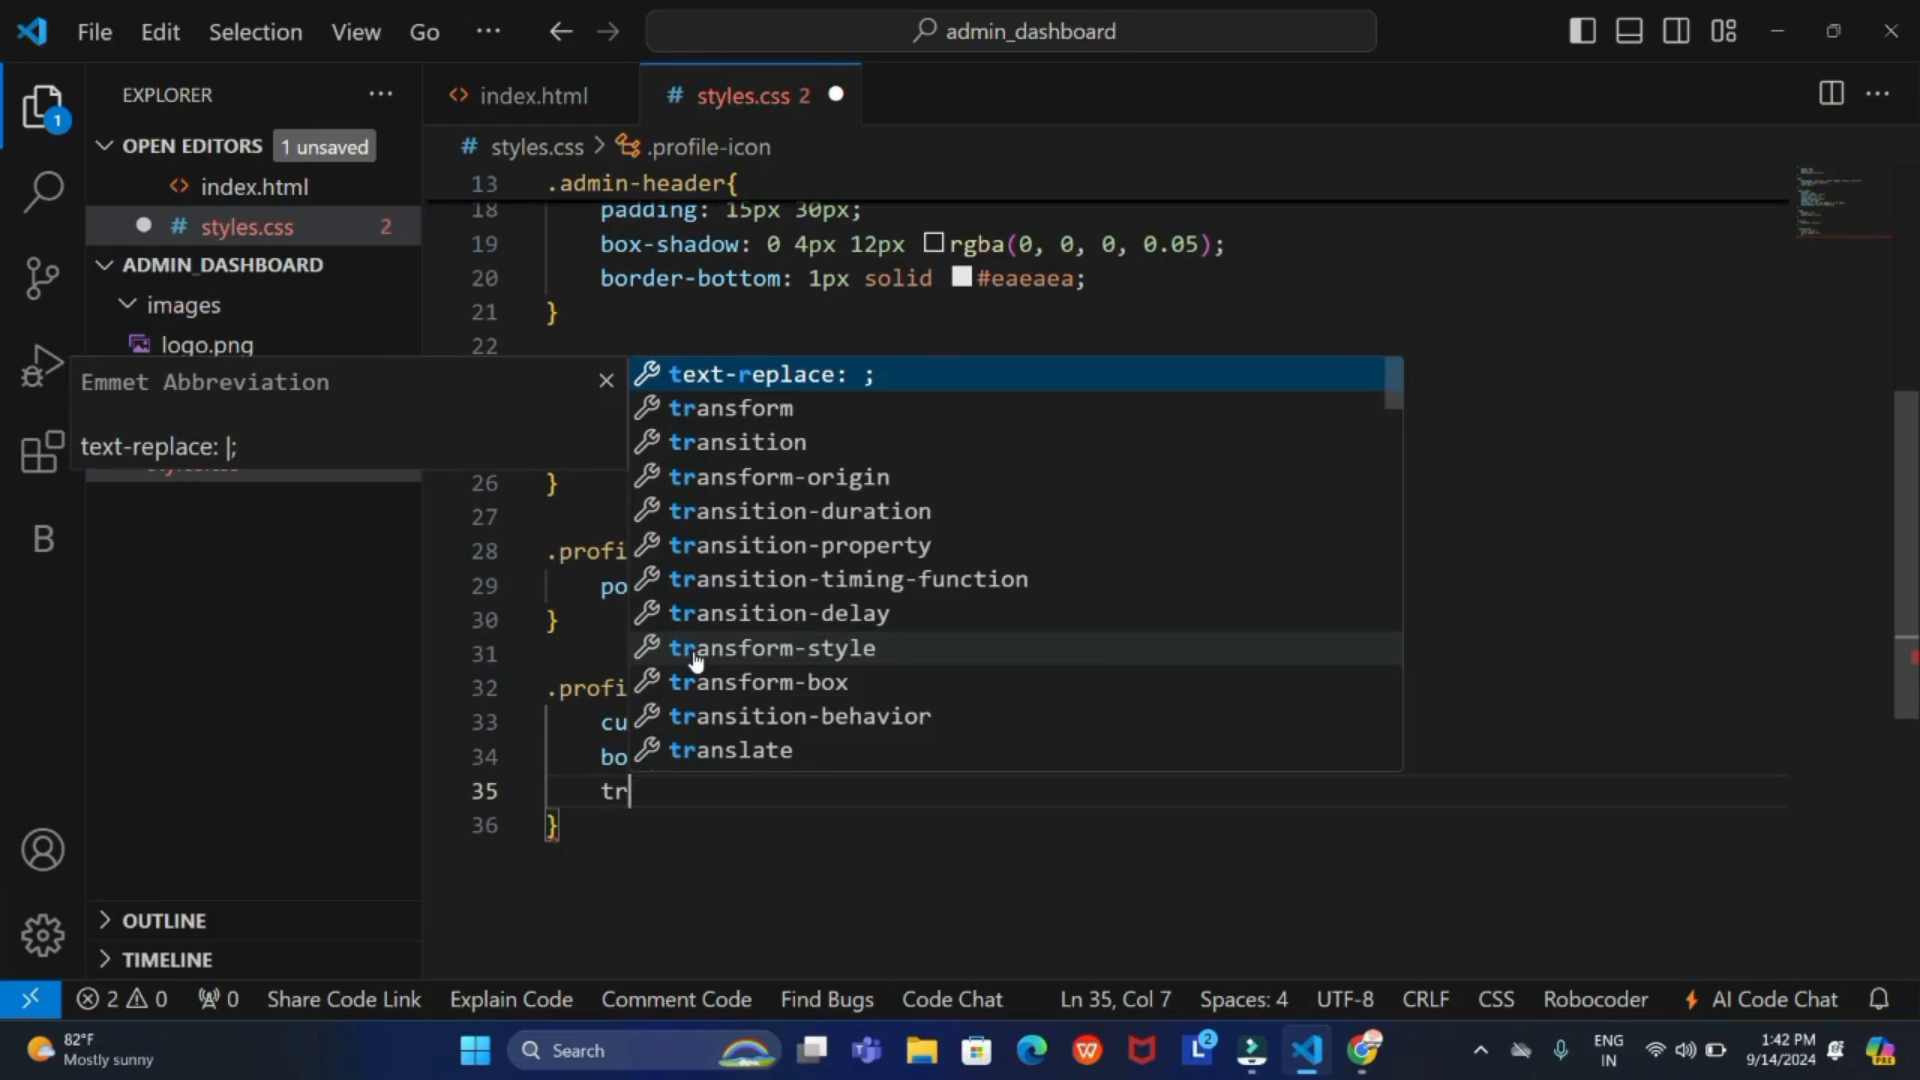 File Edit Selection View Go ··· admin_dashboard
EXPLORER ···
OPEN EDITORS 1 unsaved
index.html
styles.css 2
ADMIN_DASHBOARD
images
logo.png
index.html
styles.css 2
styles.css > .profile-icon
13 .admin-header{
18 padding: 15px 30px;
19 box-shadow: 0 4px 12px rgba(0, 0, 0, 0.05);
20 border-bottom: 1px solid #eaeaea;
21 }
22
Emmet Abbreviation
text-replace: |;
text-replace: ;
transform
transition
transform-origin
transition-duration
transition-property
transition-timing-function
transition-delay
transform-style
transform-box
transition-behavior
translate
26 }
27
28 .profi
29 po
30 }
31
32 .profi
33 cu
34 bo
35 tr
36 }
1
B
OUTLINE
TIMELINE
2 0 0 Share Code Link Explain Code Comment Code Find Bugs Code Chat Ln 35, Col 7 Spaces: 4 UTF-8 CRLF CSS Robocoder AI Code Chat
82°F
Mostly sunny
Search
2
ENG
IN
1:42 PM
9/14/2024
PRE